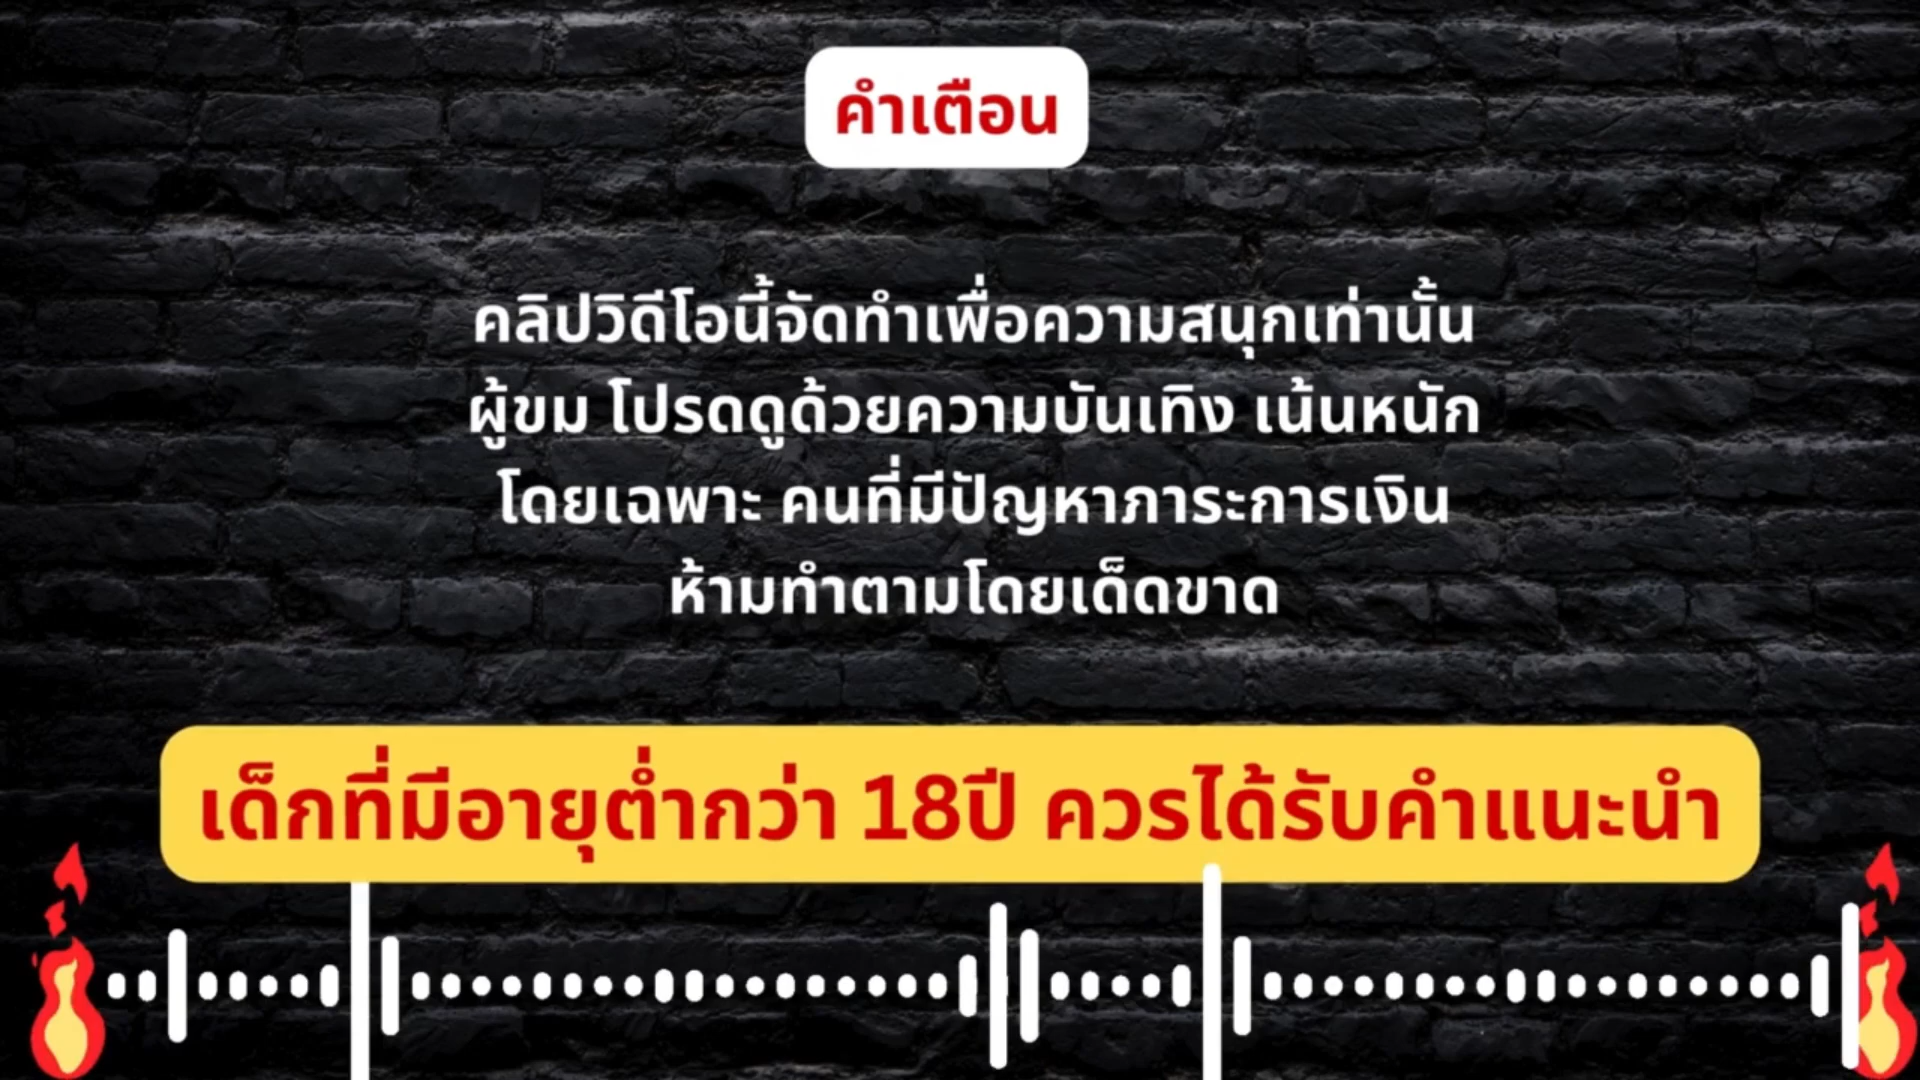 คำเตือน
คลิปวิดีโอนี้จัดทำเพื่อความสนุกเท่านั้น
ผู้ขม โปรดดูด้วยความบันเทิง เน้นหนัก
โดยเฉพาะ คนที่มีปัญหาภาระการเงิน
ห้ามทำตามโดยเด็ดขาด
เด็กที่มีอายุต่ำกว่า 18ปี ควรได้รับคำแนะนำ